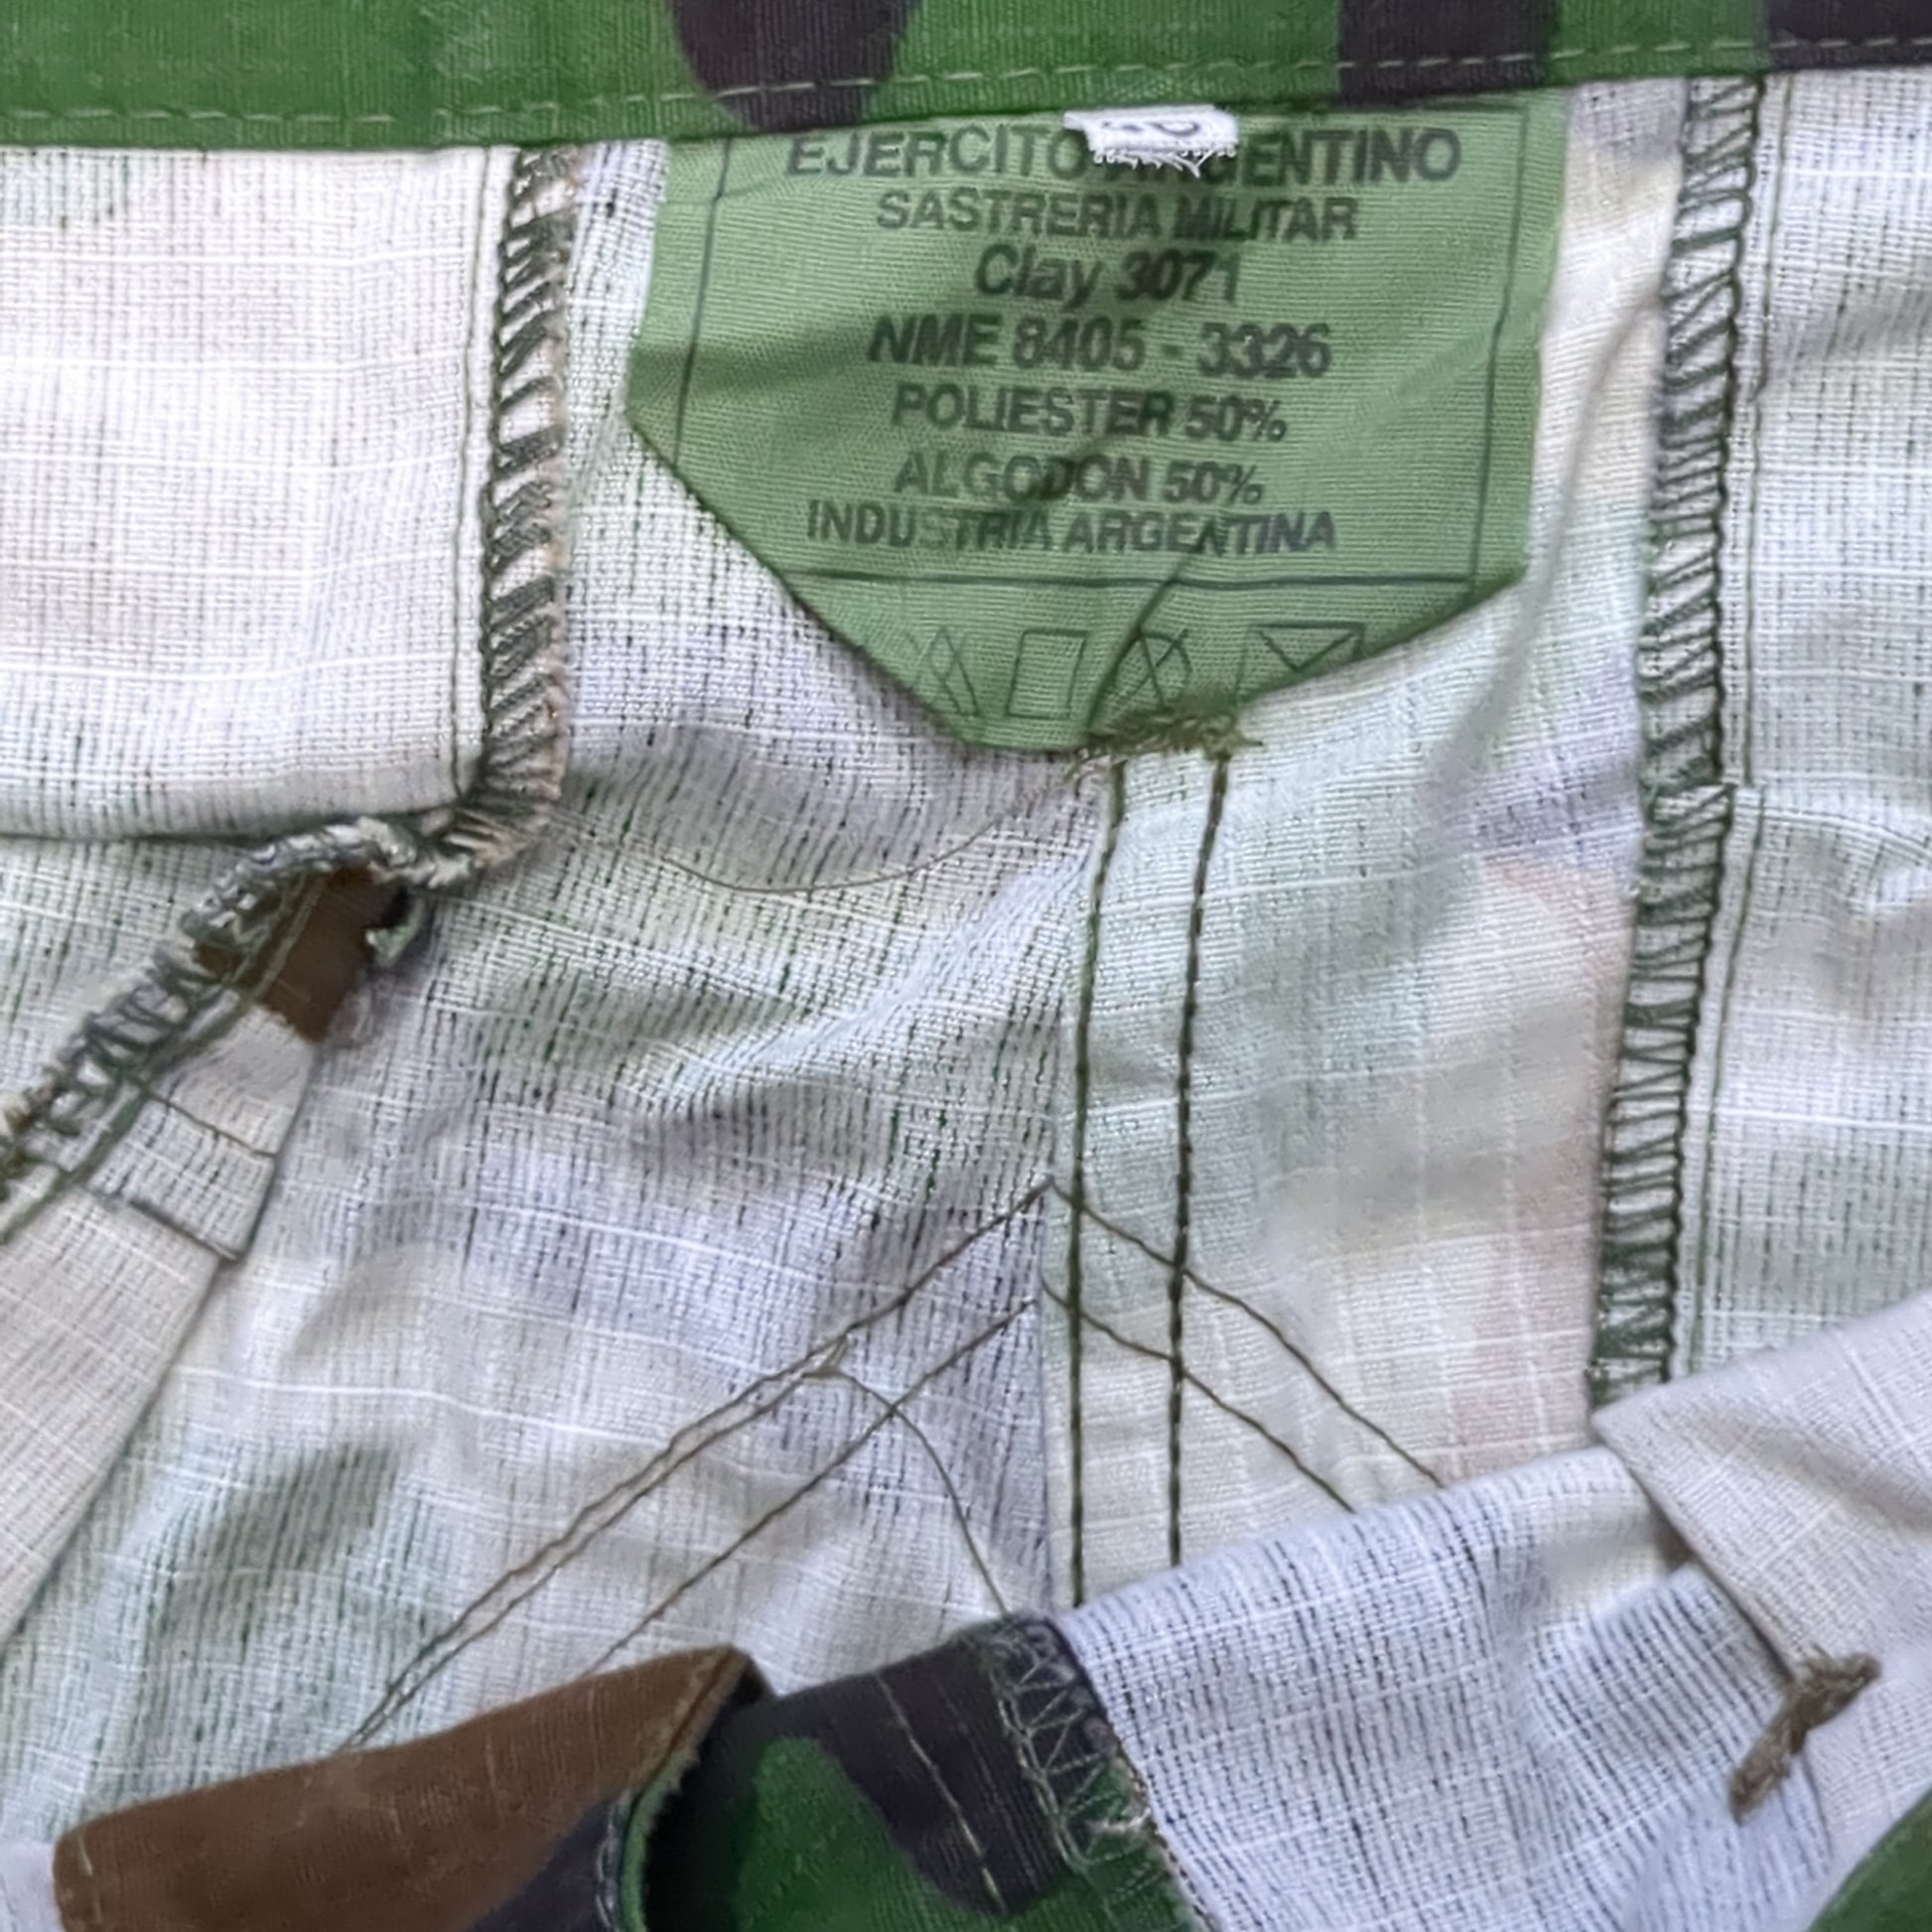 EJERCITO ARGENTINO
SASTRERIA MILITAR
Clay 3071
NME 8405 - 3326
POLIESTER 50%
ALGODON 50%
INDUSTRIA ARGENTINA